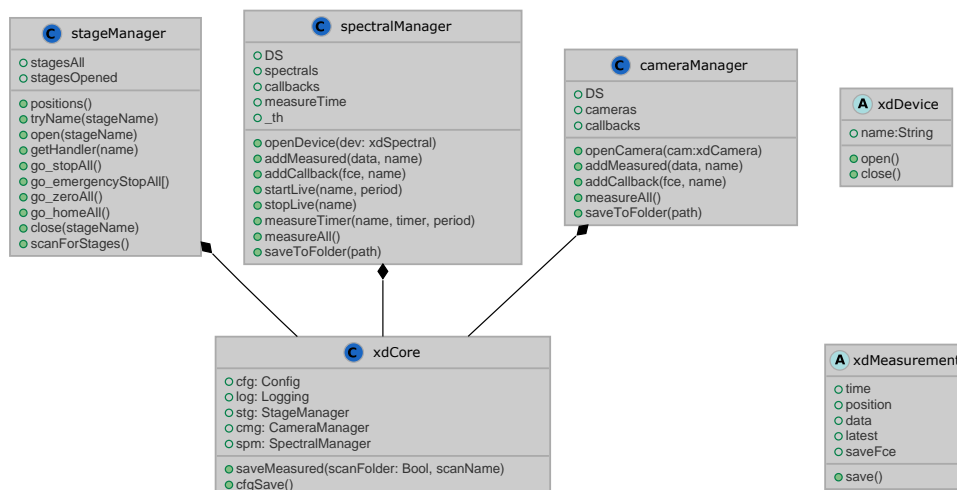 C stageManager
stagesAll
stagesOpened
positions()
tryName(stageName)
open(stageName)
getHandler(name)
go_stopAll()
go_emergencyStopAll[)
go_zeroAll()
go_homeAll()
close(stageName)
scanForStages()
C spectralManager
DS
spectrals
callbacks
measureTime
_th
openDevice(dev: xdSpectral)
addMeasured(data, name)
addCallback(fce, name)
startLive(name, period)
stopLive(name)
measureTimer(name, timer, period)
measureAll()
saveToFolder(path)
C cameraManager
DS
cameras
callbacks
openCamera(cam:xdCamera)
addMeasured(data, name)
addCallback(fce, name)
measureAll()
saveToFolder(path)
A xdDevice
name:String
open()
close()
C xdCore
cfg: Config
log: Logging
stg: StageManager
cmg: CameraManager
spm: SpectralManager
saveMeasured(scanFolder: Bool, scanName)
cfgSave()
A xdMeasurement
time
position
data
latest
saveFce
save()